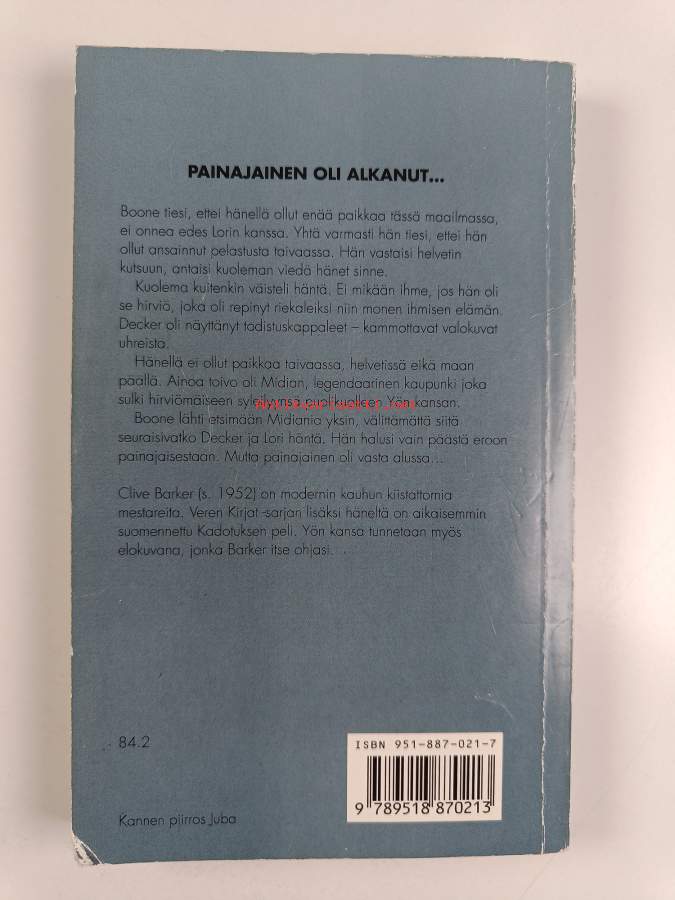 PAINAJAINEN OLI ALKANUT...
Boone tiesi, ettei hänellä ollut enää paikkaa tässä maailmassa,
ei onnea edes Lorin kanssa. Yhtä varmasti hän tiesi, ettei hän
ollut ansainnut pelastusta taivaassa. Hän vastaisi helvetin
kutsuun, antaisi kuoleman viedä hänet sinne.
Kuolema kuitenkin väisteli häntä. Ei mikään ihme, jos hän oli
se hirviö, joka oli repinyt riekaleiksi niin monen ihmisen elämän.
Decker oli näyttänyt todistuskappaleet – kammottavat valokuvat
uhreista.
Hänellä ei ollut paikkaa taivaassa, helvetissä eikä maan
päällä. Ainoa toivo oli Midian, legendaarinen kaupunki joka
sulki hirviömäiseen syleilyynsä puolikuolleen Yön kansan.
Boone lähti etsimään Midiania yksin, välittämättä siitä
seuraisivatko Decker ja Lori häntä. Hän halusi vain päästä eroon
painajaisestaan. Mutta painajainen oli vasta alussa...
Clive Barker (s. 1952) on modernin kauhun kiistattomia
mestareita. Veren Kirjat -sarjan lisäksi häneltä on aikaisemmin
suomennettu Kadotuksen peli. Yön kansa tunnetaan myös
elokuvana, jonka Barker itse ohjasi.
84.2
ISBN 951-887-021-7
9 789518 870213
Kannen piirros Juba